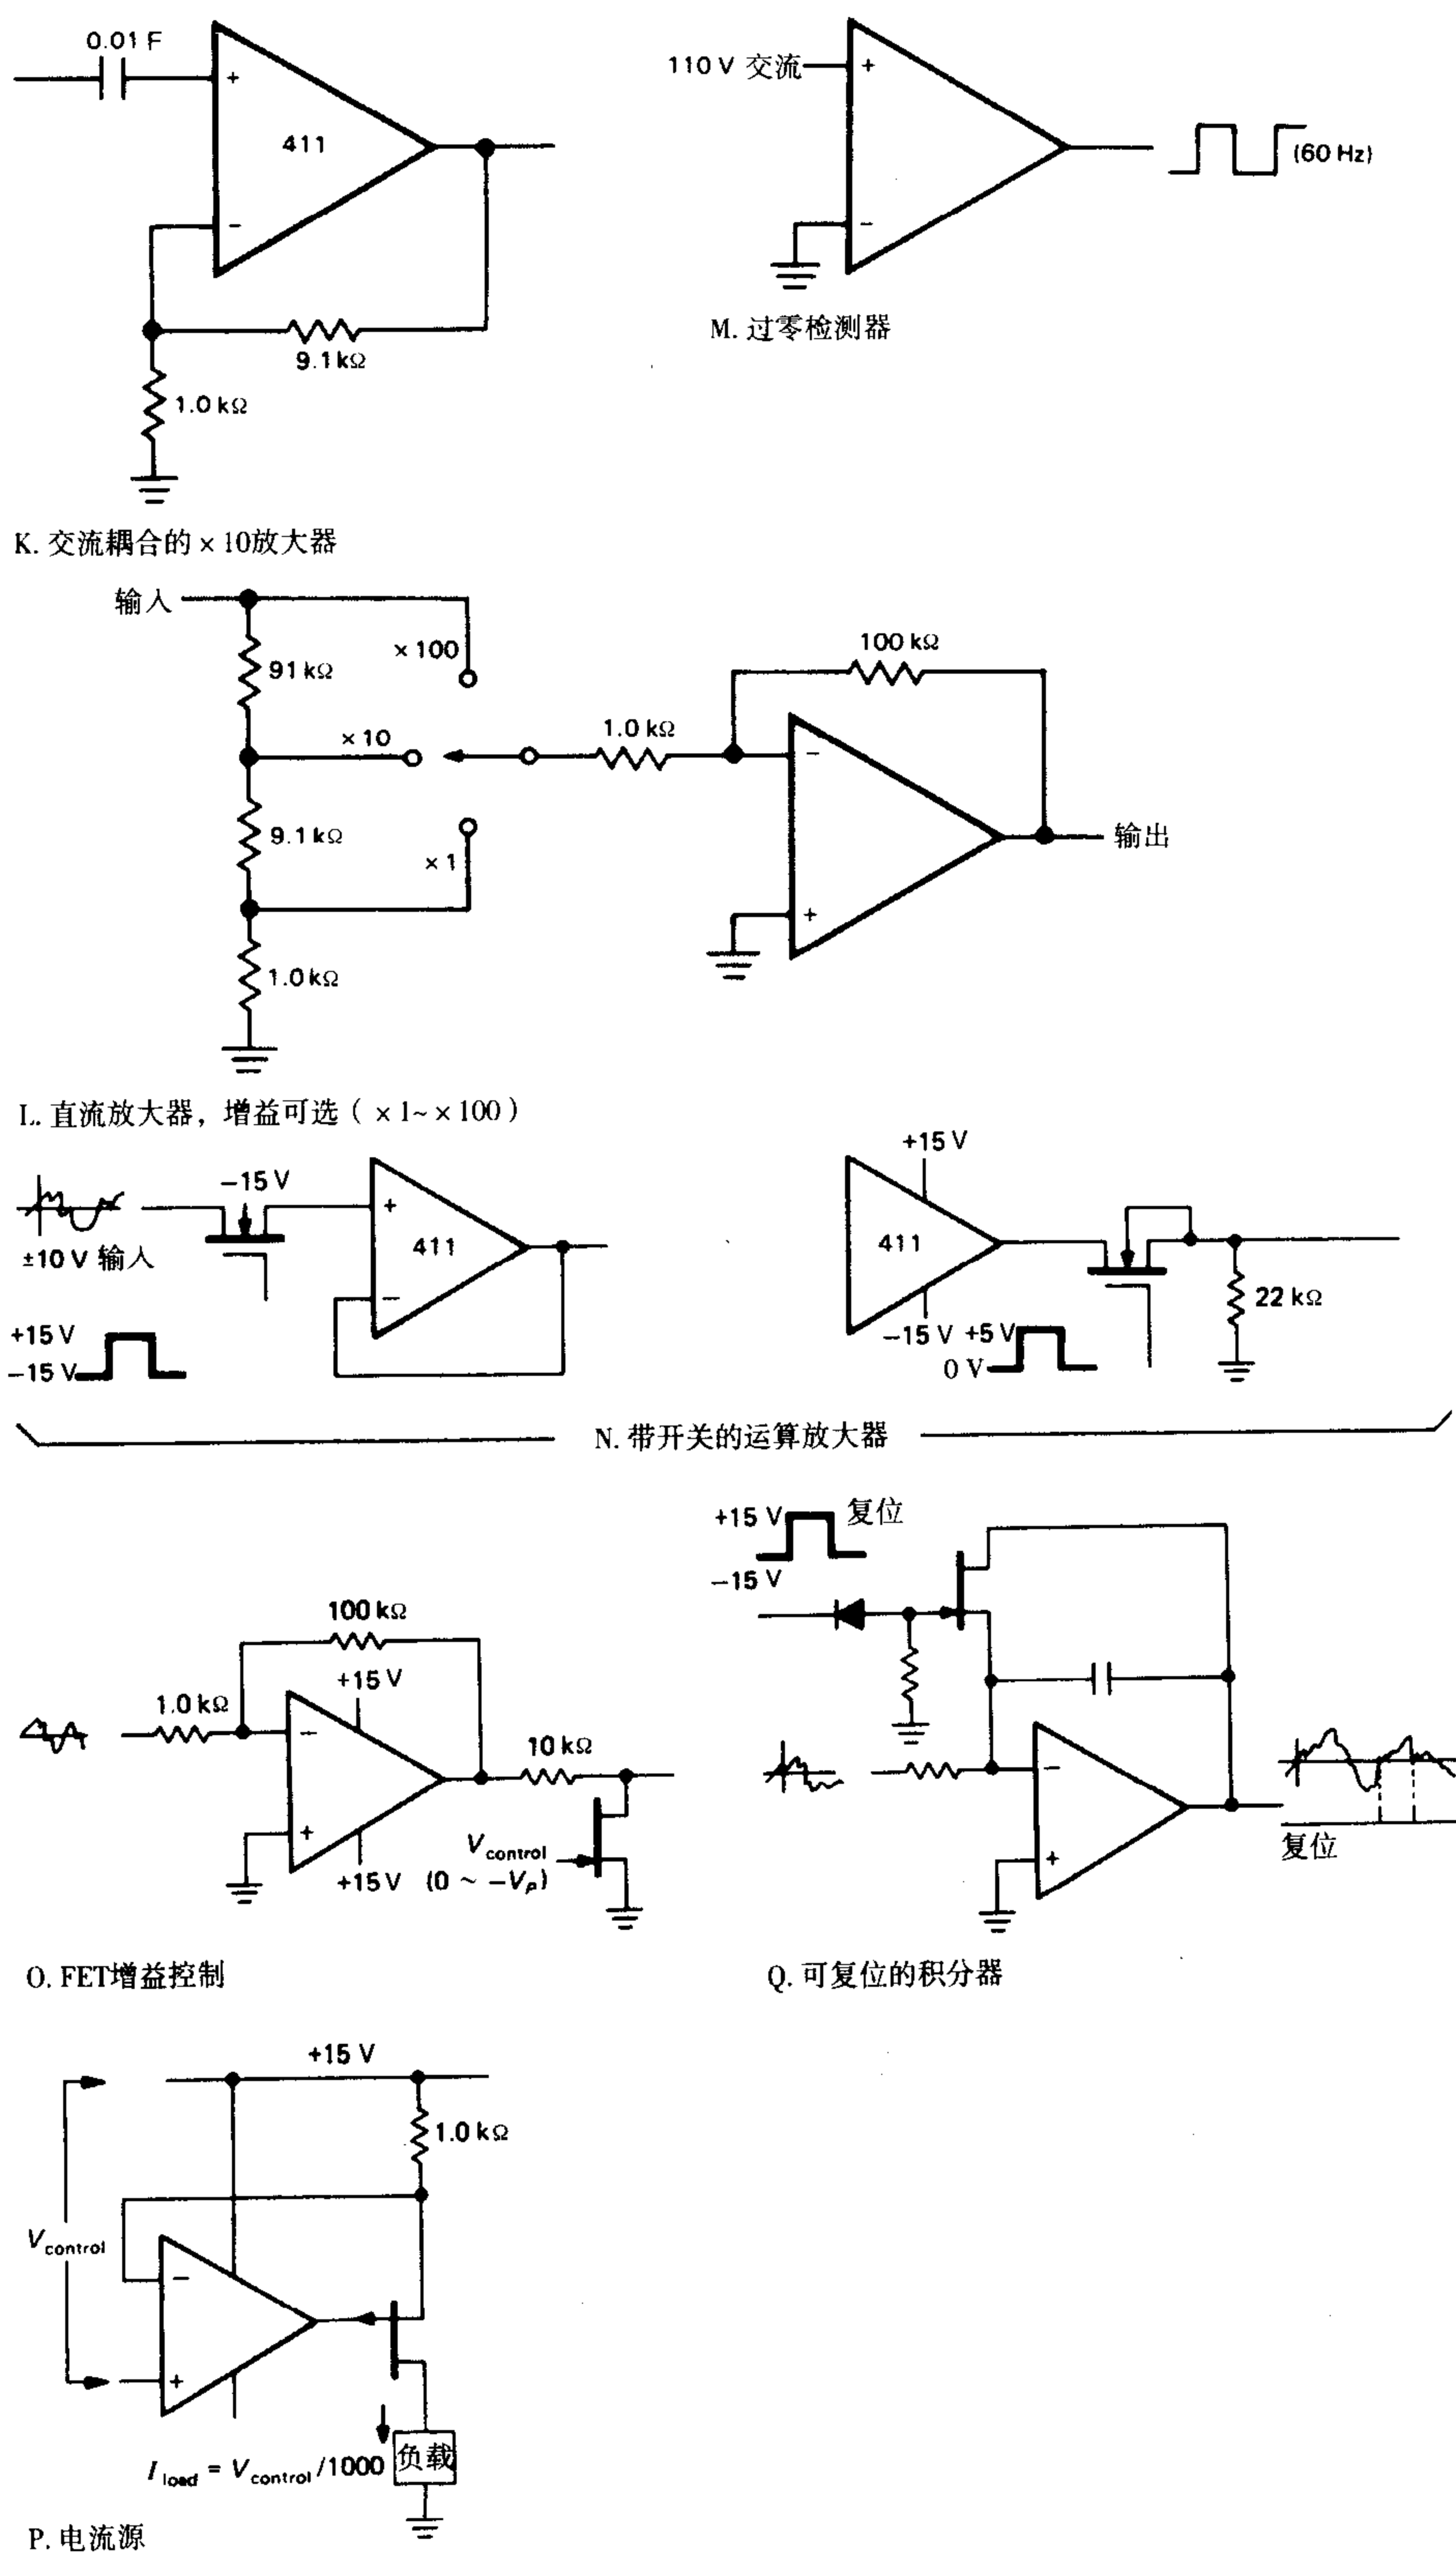 0.01 F
+
411
−
9.1 kΩ
1.0 kΩ
K. 交流耦合的 × 10放大器
110 V 交流
+
−
(60 Hz)
M. 过零检测器
输入
91 kΩ
× 100
× 10
9.1 kΩ
× 1
1.0 kΩ
1.0 kΩ
100 kΩ
−
+
输出
L. 直流放大器，增益可选（ × 1~ × 100）
−15 V
±10 V 输入
+
411
−
+15 V
−15 V
+15 V
411
−15 V
+5 V
0 V
22 kΩ
N. 带开关的运算放大器
100 kΩ
+15 V
1.0 kΩ
−
+
10 kΩ
Vcontrol
+15 V (0 ~ −VP)
O. FET增益控制
+15 V
复位
−15 V
−
+
复位
Q. 可复位的积分器
+15 V
1.0 kΩ
Vcontrol
−
+
负载
Iload = Vcontrol/1000
P. 电流源